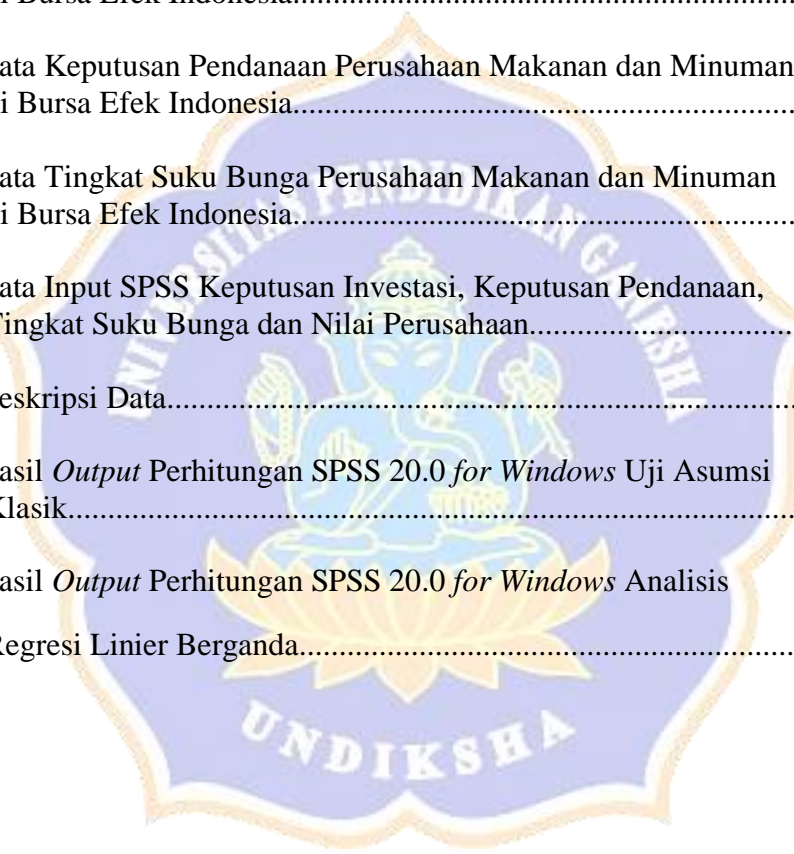 i Bursa Efek Indonesia..............................................................
ata Keputusan Pendanaan Perusahaan Makanan dan Minuman
i Bursa Efek Indonesia..............................................................
ata Tingkat Suku Bunga Perusahaan Makanan dan Minuman
i Bursa Efek Indonesia..............................................................
ata Input SPSS Keputusan Investasi, Keputusan Pendanaan,
Tingkat Suku Bunga dan Nilai Perusahaan.................................
eskripsi Data...............................................................................
asil Output Perhitungan SPSS 20.0 for Windows Uji Asumsi
Klasik...........................................................................................
asil Output Perhitungan SPSS 20.0 for Windows Analisis
Regresi Linier Berganda..............................................................
UNIVERSITAS PENDIDIKAN GANESHA
UNDIKSHA